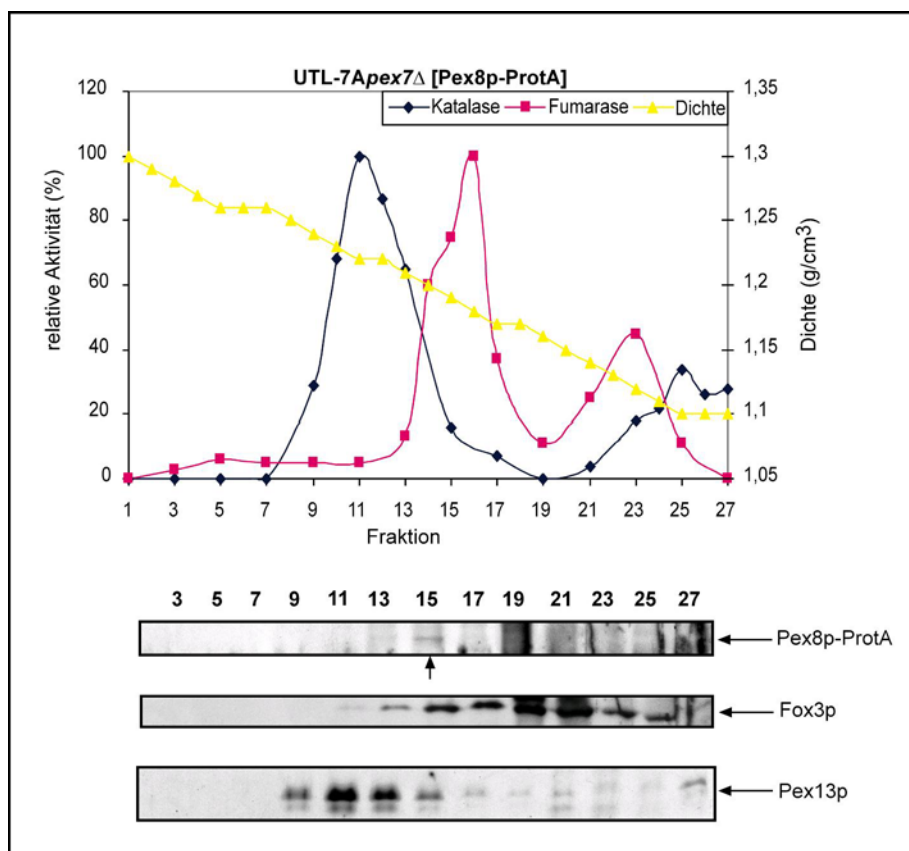 UTL-7Apex7Δ [Pex8p-ProtA]
Katalase Fumarase Dichte
120 1,35
100 1,3
80 1,25
60 1,2
40 1,15
20 1,1
0 1,05
relative Aktivität (%)
Dichte (g/cm³)
1 3 5 7 9 11 13 15 17 19 21 23 25 27
Fraktion
3 5 7 9 11 13 15 17 19 21 23 25 27
Pex8p-ProtA
Fox3p
Pex13p